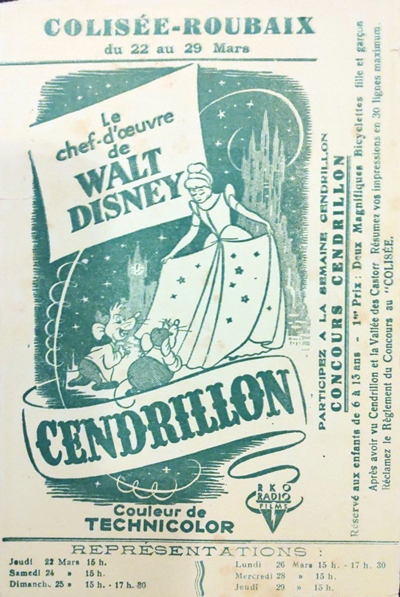 COLISÉE-ROUBAIX
du 22 au 29 Mars
Le
chef-d'œuvre
de
WALT
DISNEY
CENDRILLON
RKO
RADIO
FILMS
Couleur de
TECHNICOLOR
PARTICIPEZ A LA SEMAINE CENDRILLON
CONCOURS CENDRILLON
Réservé aux enfants de 6 à 13 ans - 1er Prix : Deux Magnifiques Bicyclettes fille et garçon
Après avoir vu Cendrillon et la Vallée des Castorr Résumez vos impressions en 30 lignes maximum.
Réclamez le Règlement du Concours au "COLISÉE.
REPRÉSENTATIONS :
Jeudi 22 Mars 15 h.
Samedi 24 » 15 h.
Dimanch. 25 » 15 h. - 17 h. 30
Lundi 26 Mars 15 h. - 17 h. 30
Mercredi 28 » 15 h.
Jeudi 29 » 15 h.